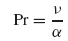 Pr = ν/α